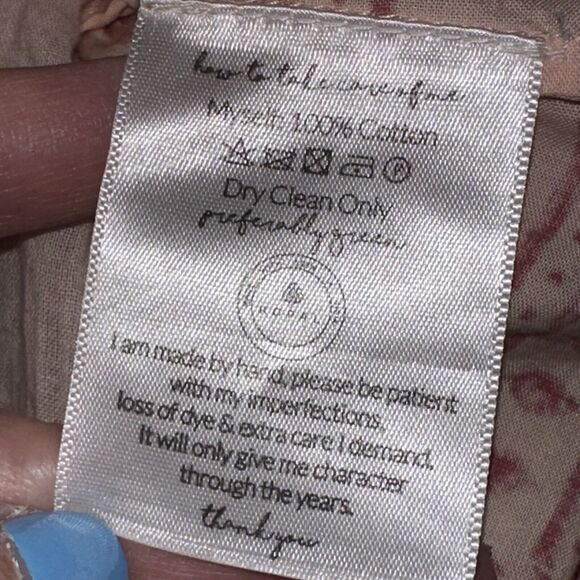 how to take care of me
Myself: 100% Cotton
P
Dry Clean Only
preferably green
KOPAL
I am made by hand, please be patient
with my imperfections,
loss of dye & extra care I demand.
It will only give me character
through the years.
thank you